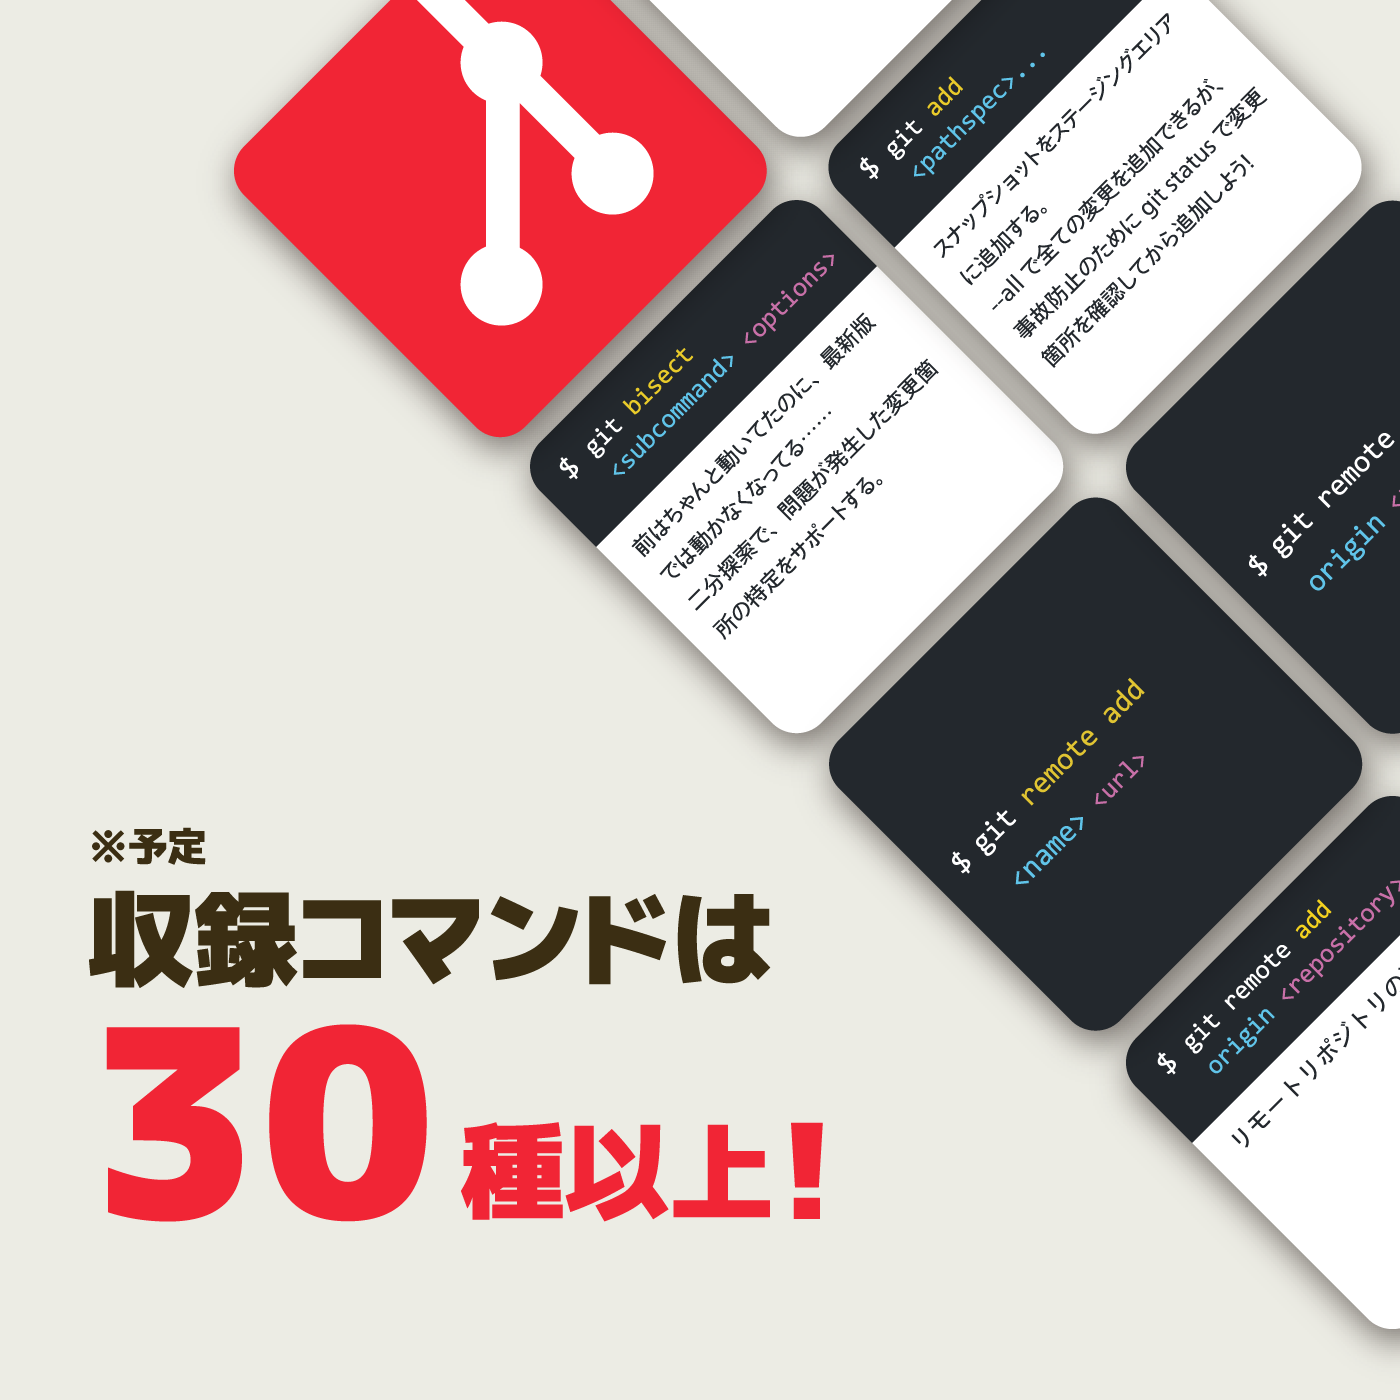 $ git add
<pathspec>...
スナップショットをステージングエリア
に追加する。
--all で全ての変更を追加できるが、
事故防止のために git status で変更
箇所を確認してから追加しよう!
$ git bisect
<subcommand> <options>
前はちゃんと動いてたのに、最新版
では動かなくなってる……
二分探索で、問題が発生した変更箇
所の特定をサポートする。
$ git remote
origin <
$ git remote add
<name> <url>
$ git remote add
origin <repository>
リモートリポジトリの
※予定
収録コマンドは
30 種以上!